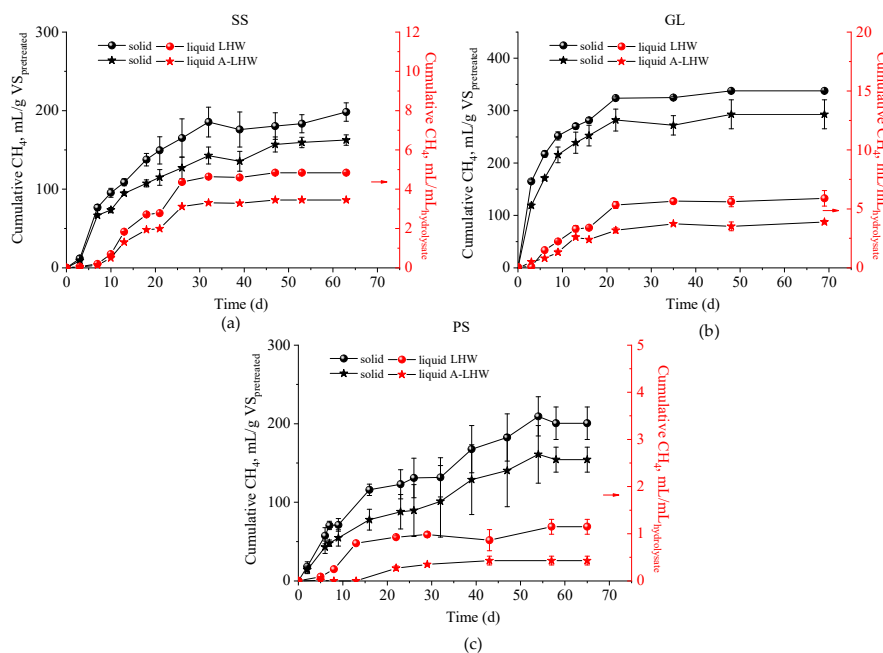 SS
solid liquid LHW
solid liquid A-LHW
Cumulative CH4, mL/g VSpretreated
300
200
100
0
0 10 20 30 40 50 60 70
Time (d)
12
10
8
6
4
2
0
Cumulative CH4, mL/mLhydrolysate
(a)
GL
solid liquid LHW
solid liquid A-LHW
Cumulative CH4, mL/g VSpretreated
400
300
200
100
0
0 10 20 30 40 50 60 70
Time (d)
20
15
10
5
0
Cumulative CH4, mL/mLhydrolysate
(b)
PS
solid liquid LHW
solid liquid A-LHW
Cumulative CH4, mL/g VSpretreated
300
200
100
0
0 10 20 30 40 50 60 70
Time (d)
5
4
3
2
1
0
Cumulative CH4, mL/mLhydrolysate
(c)